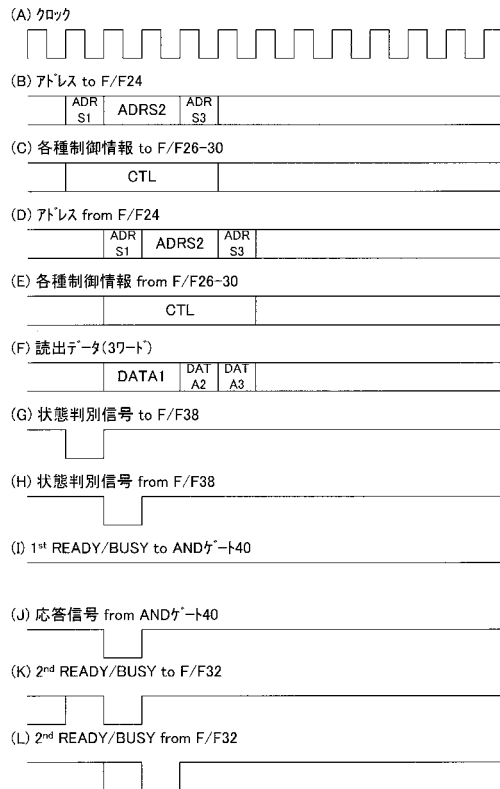 (A) クロック
(B) アドレス to F/F24
ADR
S1
ADRS2
ADR
S3
(C) 各種制御情報 to F/F26-30
CTL
(D) アドレス from F/F24
ADR
S1
ADRS2
ADR
S3
(E) 各種制御情報 from F/F26-30
CTL
(F) 読出データ(3ワード)
DATA1
DAT
A2
DAT
A3
(G) 状態判別信号 to F/F38
(H) 状態判別信号 from F/F38
(I) 1st READY/BUSY to ANDゲート40
(J) 応答信号 from ANDゲート40
(K) 2nd READY/BUSY to F/F32
(L) 2nd READY/BUSY from F/F32